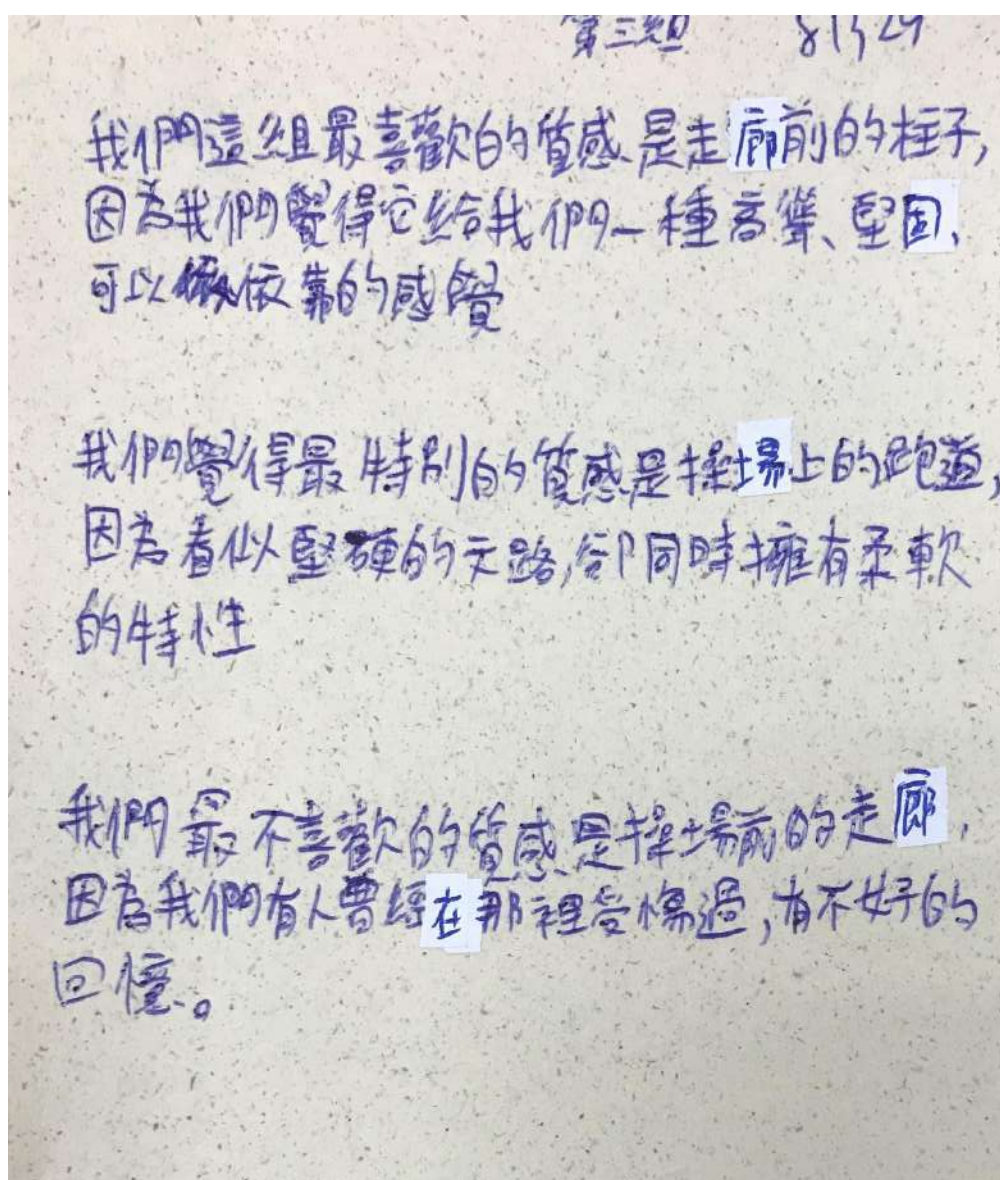 第三組 81324
我們這組最喜歡的質感是走廊前的柱子,
因為我們覺得它給我們一種高聳、堅固、
可以依靠的感覺
我們覺得最特別的質感是操場上的跑道,
因為看似堅硬的天路,卻同時擁有柔軟
的特性
我們最不喜歡的質感是操場前的走廊,
因為我們有人曾經在那裡受傷過,有不好的
回憶。